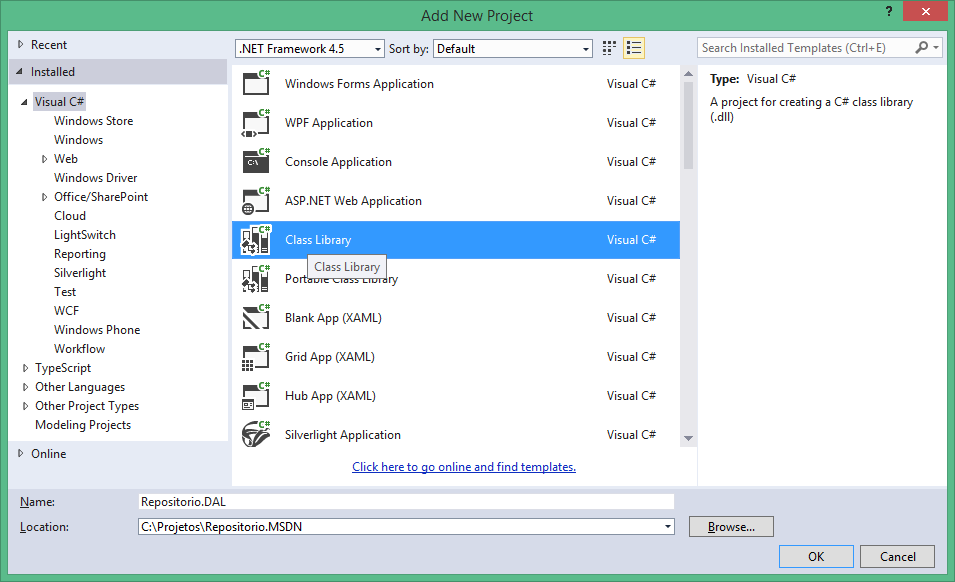 Add New Project
? ×
Recent
Installed
Visual C#
Windows Store
Windows
Web
Windows Driver
Office/SharePoint
Cloud
LightSwitch
Reporting
Silverlight
Test
WCF
Windows Phone
Workflow
TypeScript
Other Languages
Other Project Types
Modeling Projects
Online
.NET Framework 4.5 Sort by: Default
C# Windows Forms Application Visual C#
C# WPF Application Visual C#
C# C:\ Console Application Visual C#
C# ASP.NET Web Application Visual C#
C# Class Library Visual C#
Class Library
C# Portable Class Library Visual C#
C# Blank App (XAML) Visual C#
C# Grid App (XAML) Visual C#
C# Hub App (XAML) Visual C#
C# Silverlight Application Visual C#
Click here to go online and find templates.
Search Installed Templates (Ctrl+E)
Type: Visual C#
A project for creating a C# class library
(.dll)
Name: Repositorio.DAL
Location: C:\Projetos\Repositorio.MSDN Browse...
OK Cancel